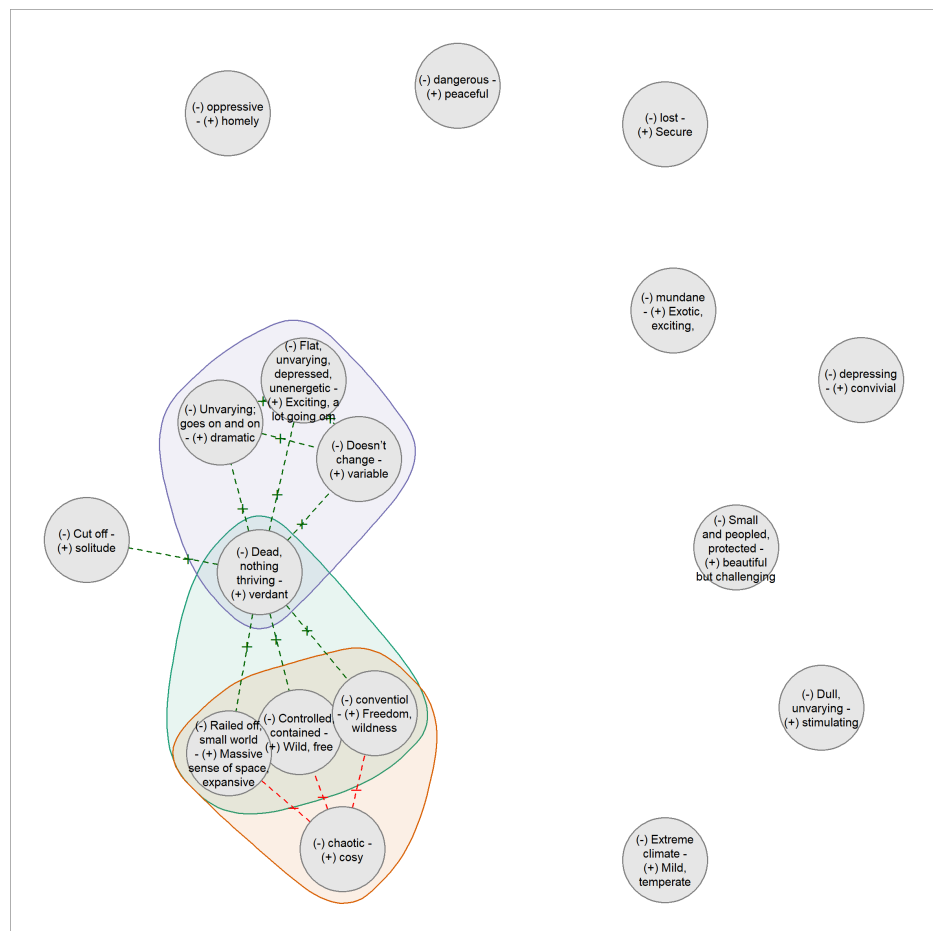 (-) oppressive
- (+) homely
(-) dangerous -
(+) peaceful
(-) lost -
(+) Secure
(-) mundane
- (+) Exotic,
exciting,
(-) depressing
- (+) convivial
(-) Flat,
unvarying,
depressed,
unenergetic -
(+) Exciting, a
lot going on
(-) Unvarying;
goes on and on
- (+) dramatic
(-) Doesn't
change -
(+) variable
(-) Cut off -
(+) solitude
(-) Dead,
nothing
thriving -
(+) verdant
(-) Small
and peopled,
protected -
(+) beautiful
but challenging
(-) conventiol
- (+) Freedom,
wildness
(-) Controlled,
contained -
(+) Wild, free
(-) Railed off,
small world
- (+) Massive
sense of space,
expansive
(-) Dull,
unvarying -
(+) stimulating
(-) chaotic -
(+) cosy
(-) Extreme
climate -
(+) Mild,
temperate